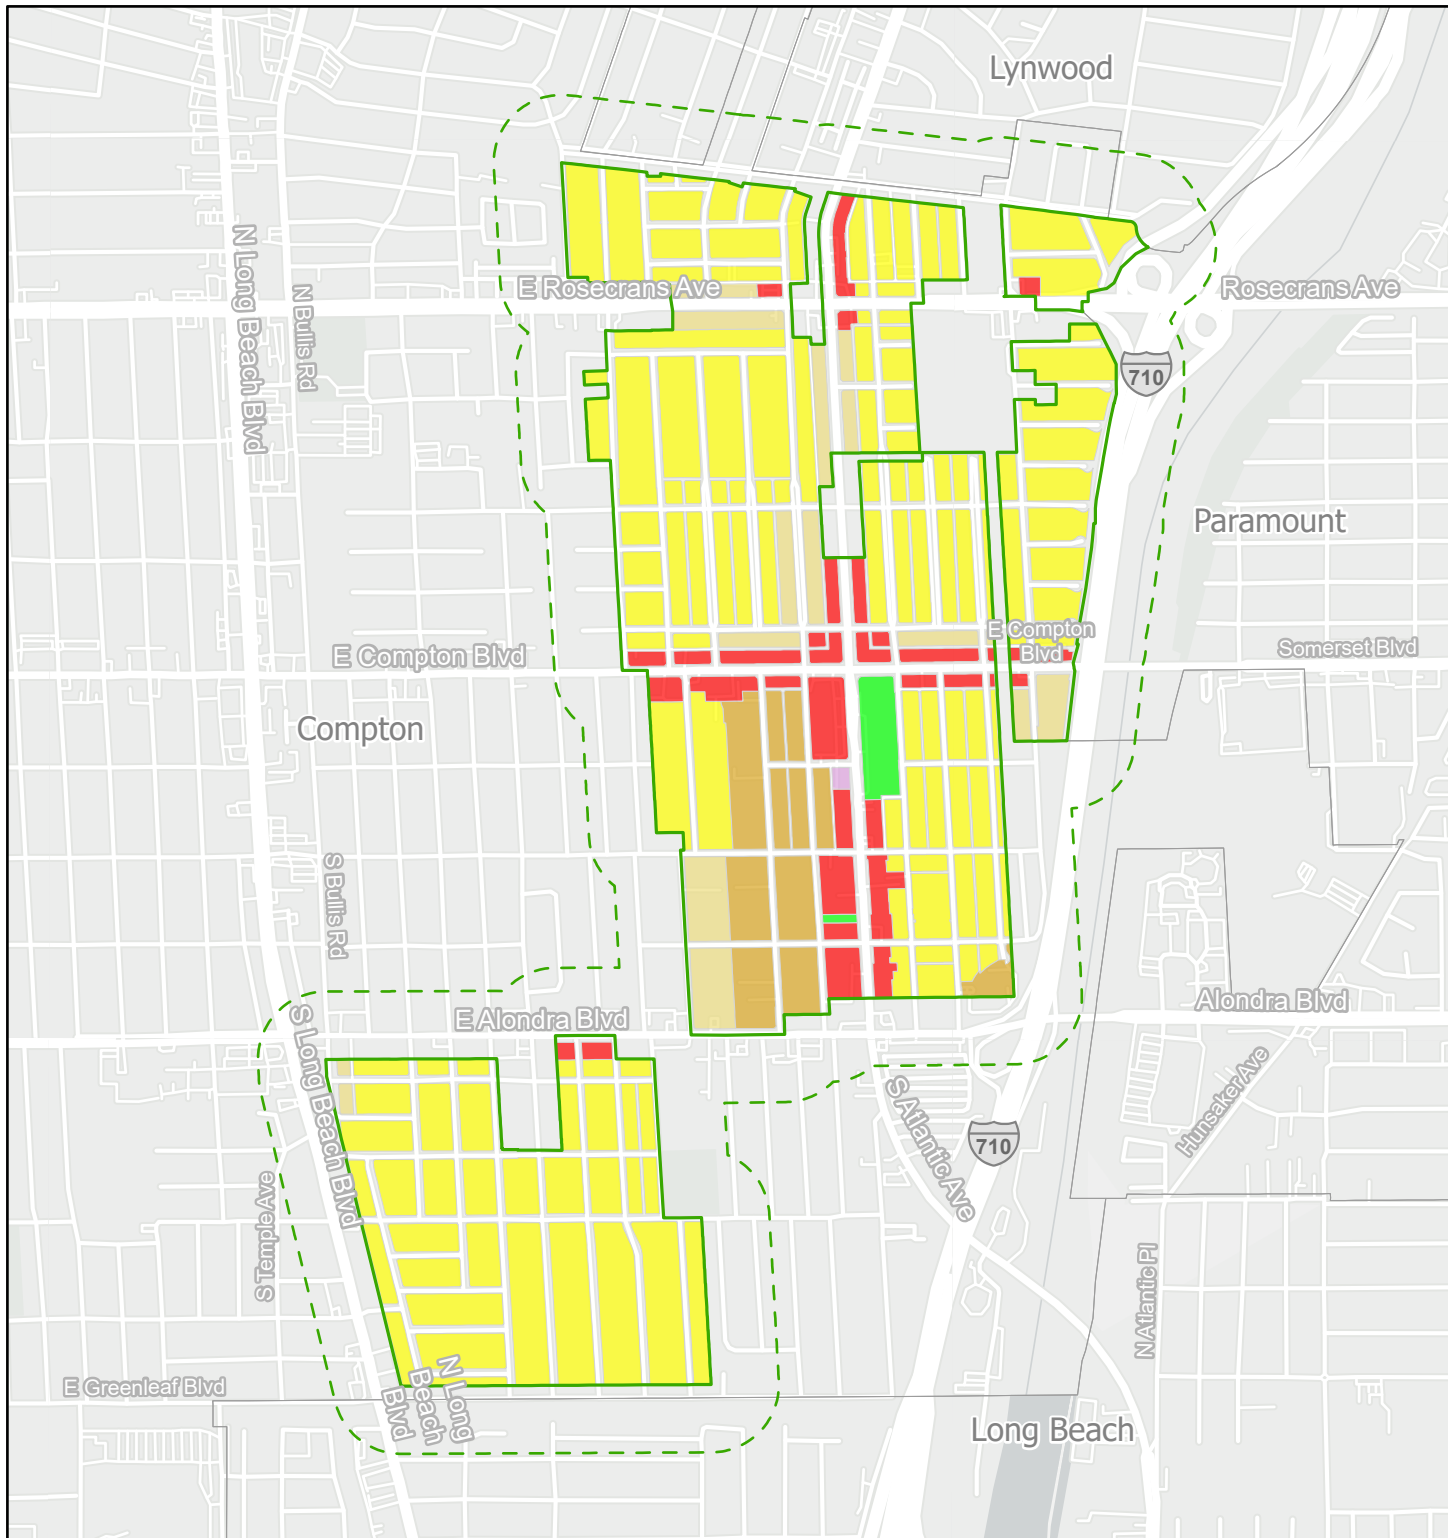 Lynwood
N Long Beach Blvd
N Bullis Rd
E Rosecrans Ave
Rosecrans Ave
710
Paramount
E Compton Blvd
E Compton
Blvd
Somerset Blvd
Compton
S Bullis Rd
E Alondra Blvd
Alondra Blvd
S Long Beach Blvd
S Atlantic Ave
Hunsaker Ave
710
S Temple Ave
N Atlantic Pl
E Greenleaf Blvd
N Long
Beach
Blvd
Long Beach